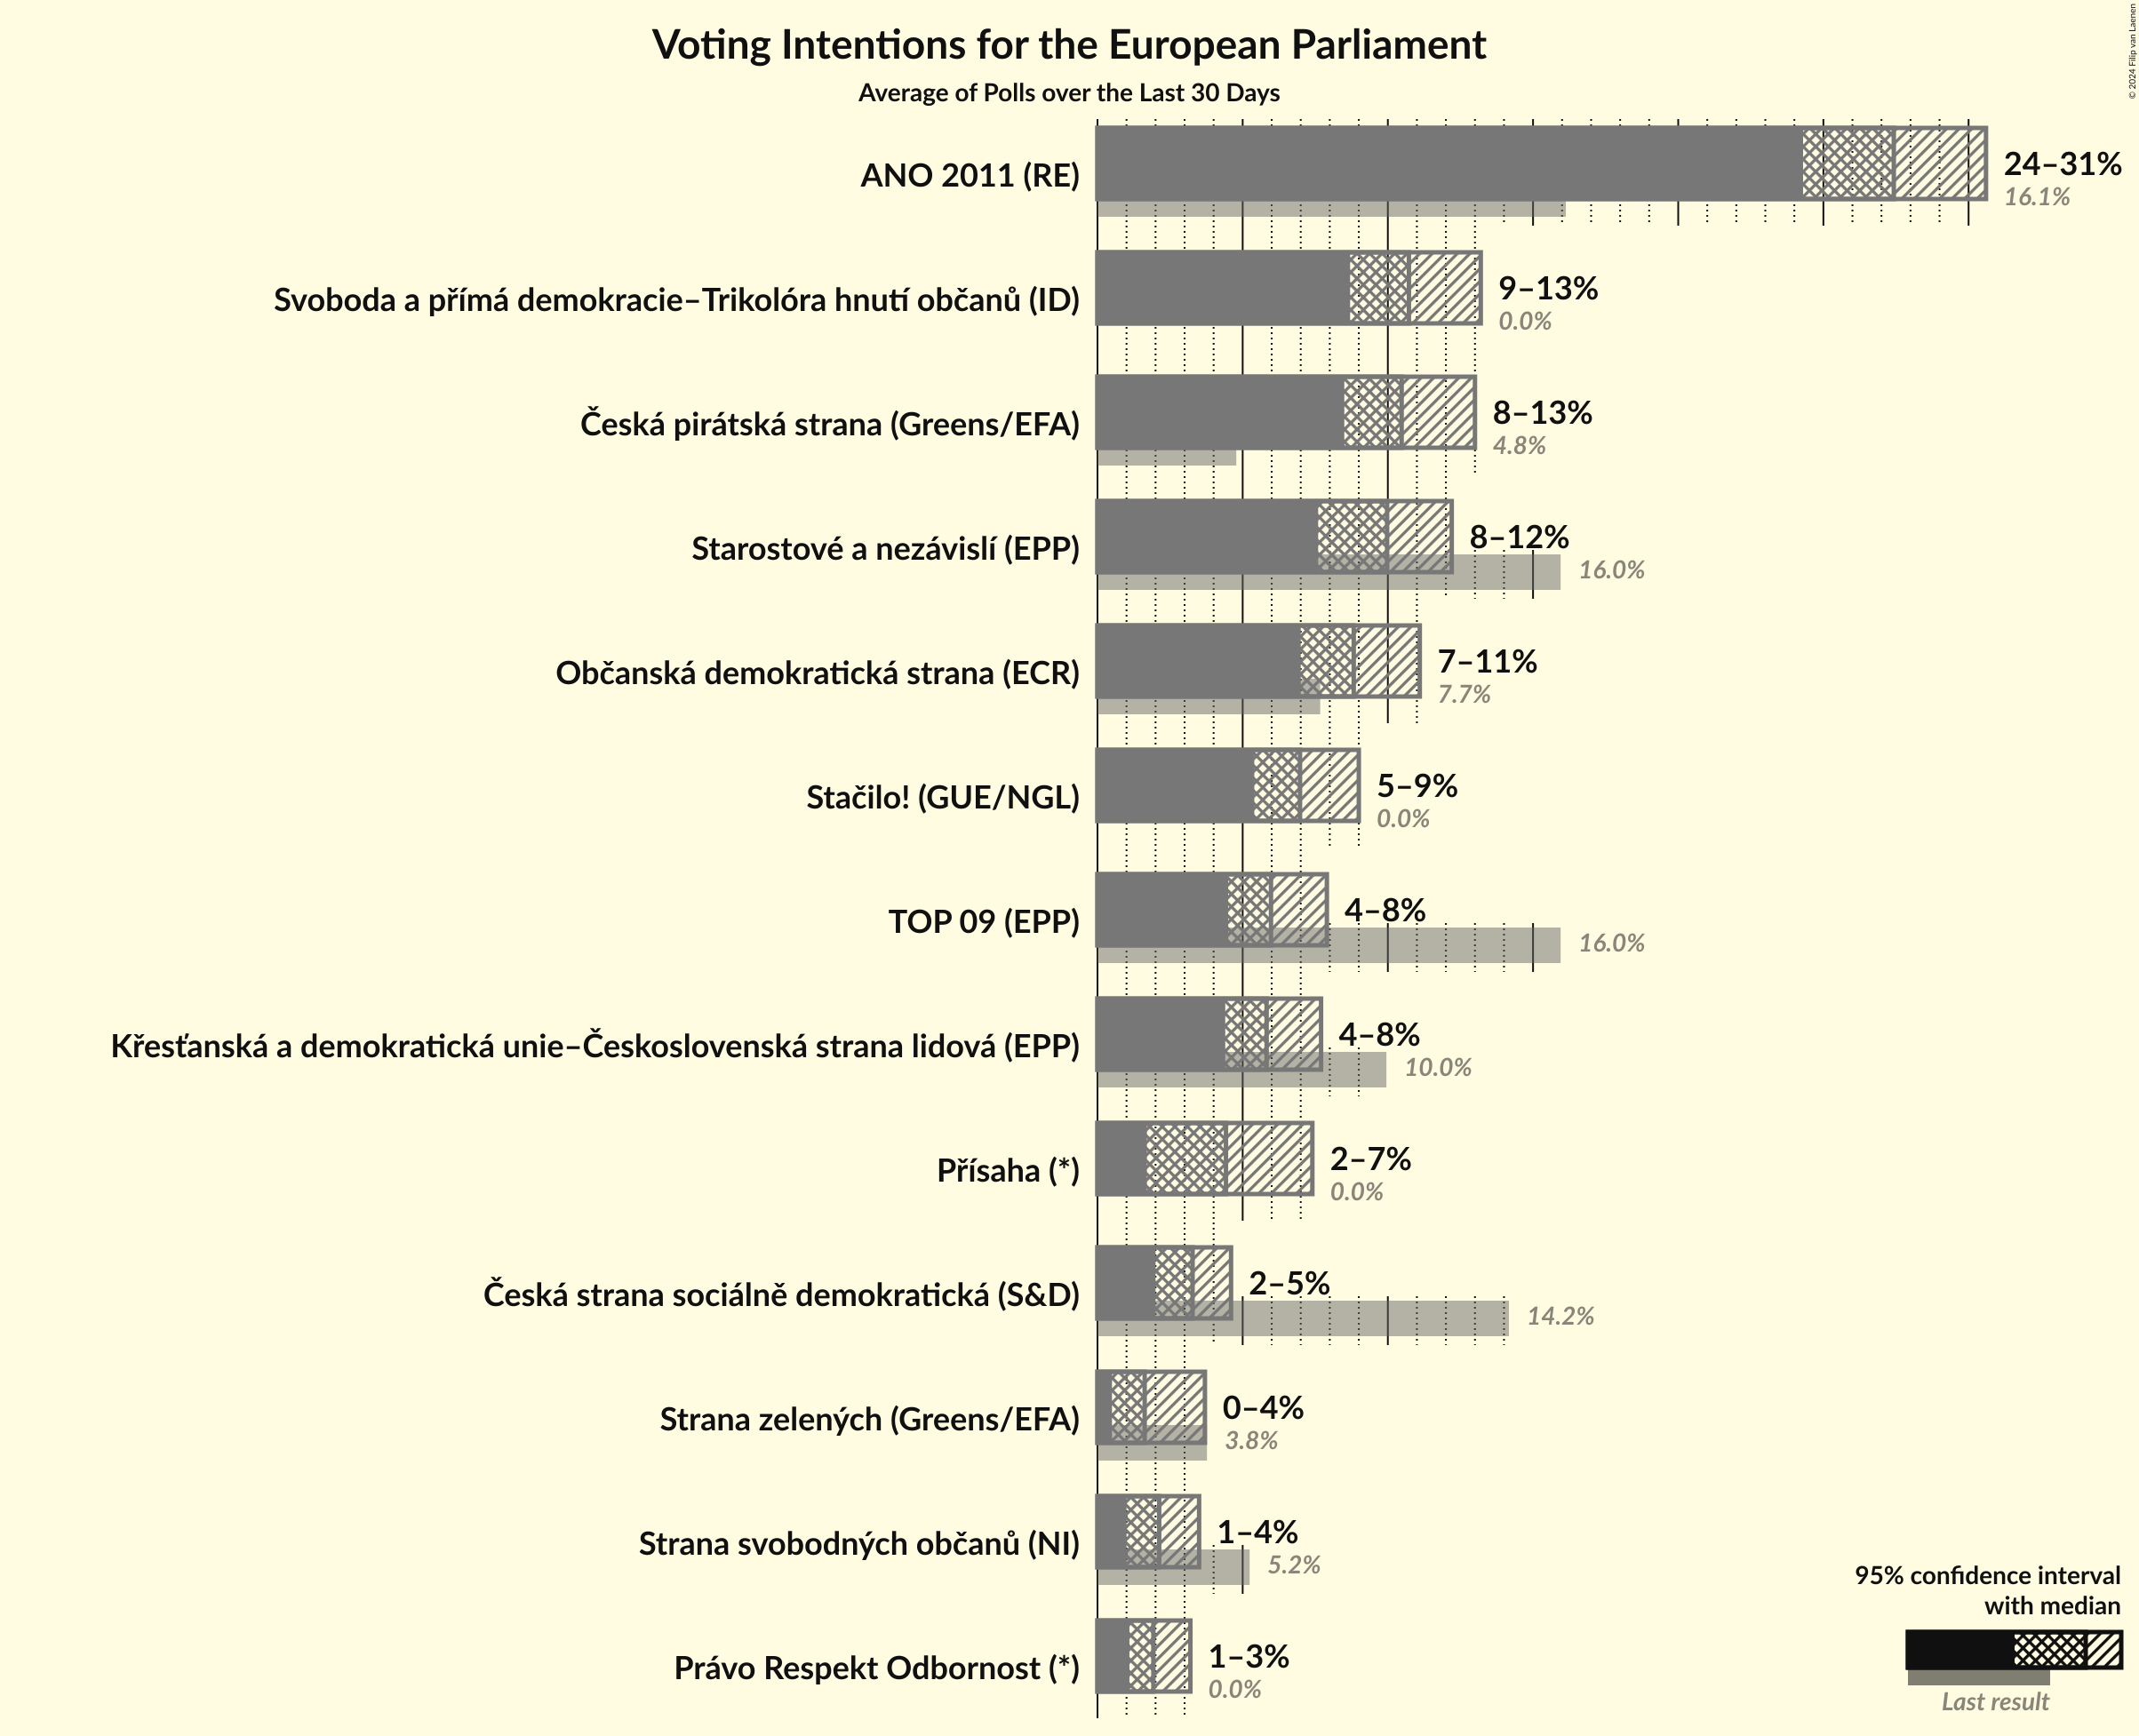 Voting Intentions for the European Parliament
Average of Polls over the Last 30 Days
© 2024 Filip van Laenen
ANO 2011 (RE)
24–31%
16.1%
Svoboda a přímá demokracie–Trikolóra hnutí občanů (ID)
9–13%
0.0%
Česká pirátská strana (Greens/EFA)
8–13%
4.8%
Starostové a nezávislí (EPP)
8–12%
16.0%
Občanská demokratická strana (ECR)
7–11%
7.7%
Stačilo! (GUE/NGL)
5–9%
0.0%
TOP 09 (EPP)
4–8%
16.0%
Křesťanská a demokratická unie–Československá strana lidová (EPP)
4–8%
10.0%
Přísaha (*)
2–7%
0.0%
Česká strana sociálně demokratická (S&D)
2–5%
14.2%
Strana zelených (Greens/EFA)
0–4%
3.8%
Strana svobodných občanů (NI)
1–4%
5.2%
Právo Respekt Odbornost (*)
1–3%
0.0%
95% confidence interval
with median
Last result